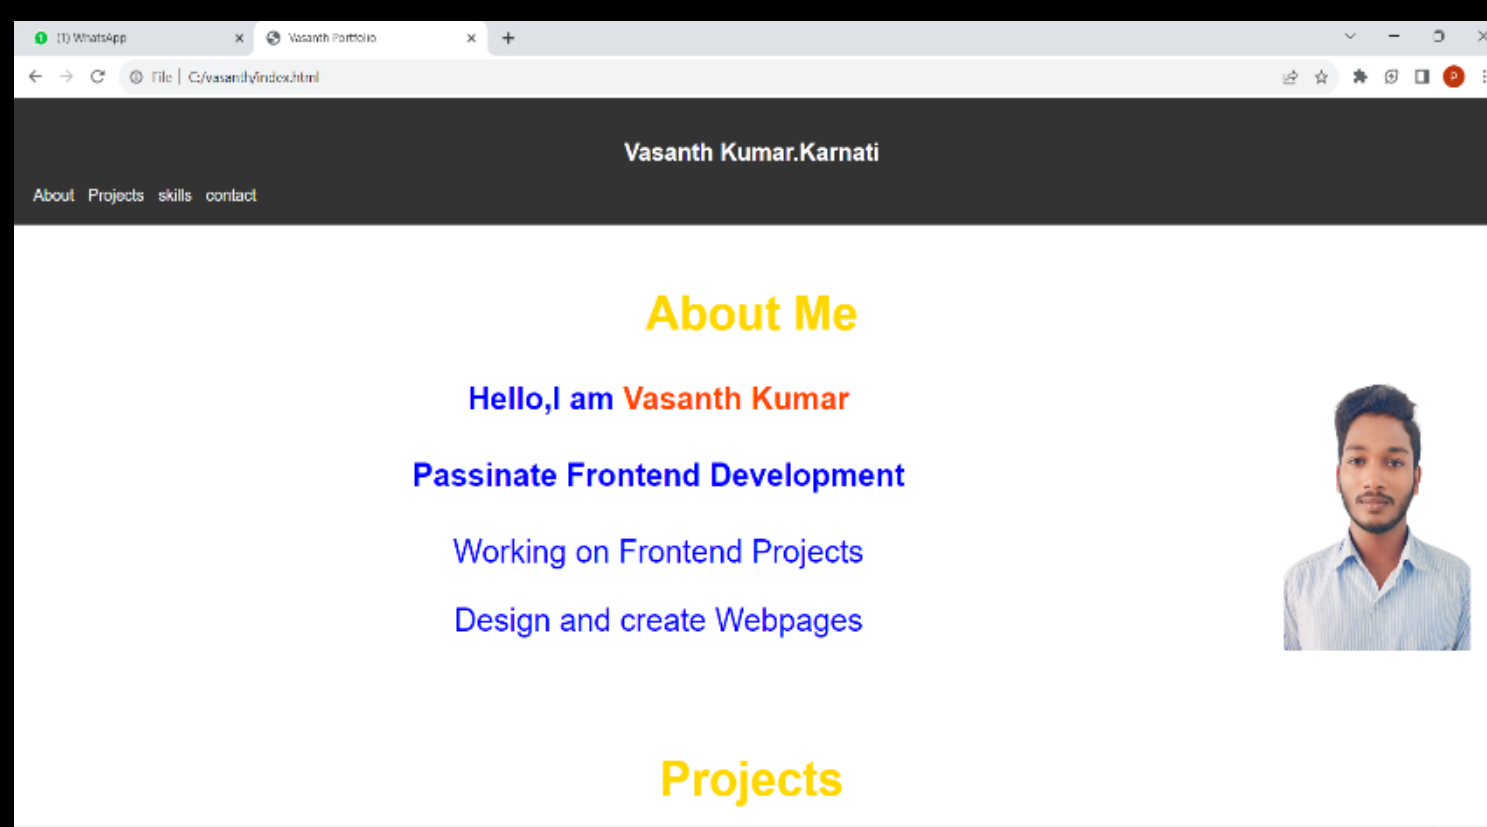 (1) WhatsApp
Vasanth Portfolio
File | C:/vasanth/index.html
P
Vasanth Kumar.Karnati
About Projects skills contact
About Me
Hello,I am Vasanth Kumar
Passinate Frontend Development
Working on Frontend Projects
Design and create Webpages
Projects